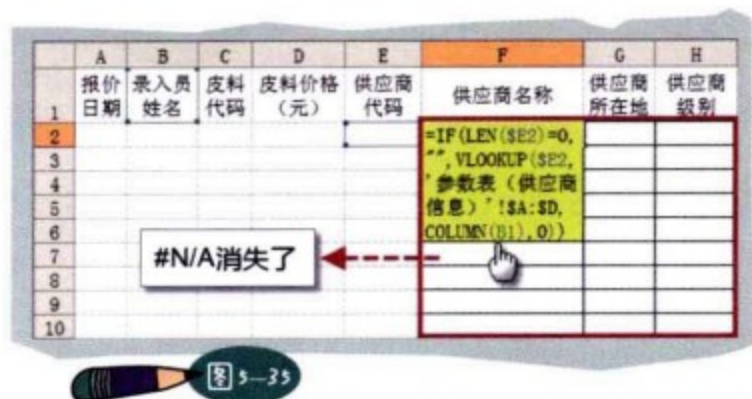 A B C D E F G H
1 报价日期 录入员姓名 皮料代码 皮料价格（元） 供应商代码 供应商名称 供应商所在地 供应商级别
2 =IF(LEN($E2)=0,
3 "",VLOOKUP($E2,
4 '参数表（供应商
5 信息）'!$A:$D,
6 COLUMN(B1),0))
7 #N/A消失了
8
9
10
图 5—35